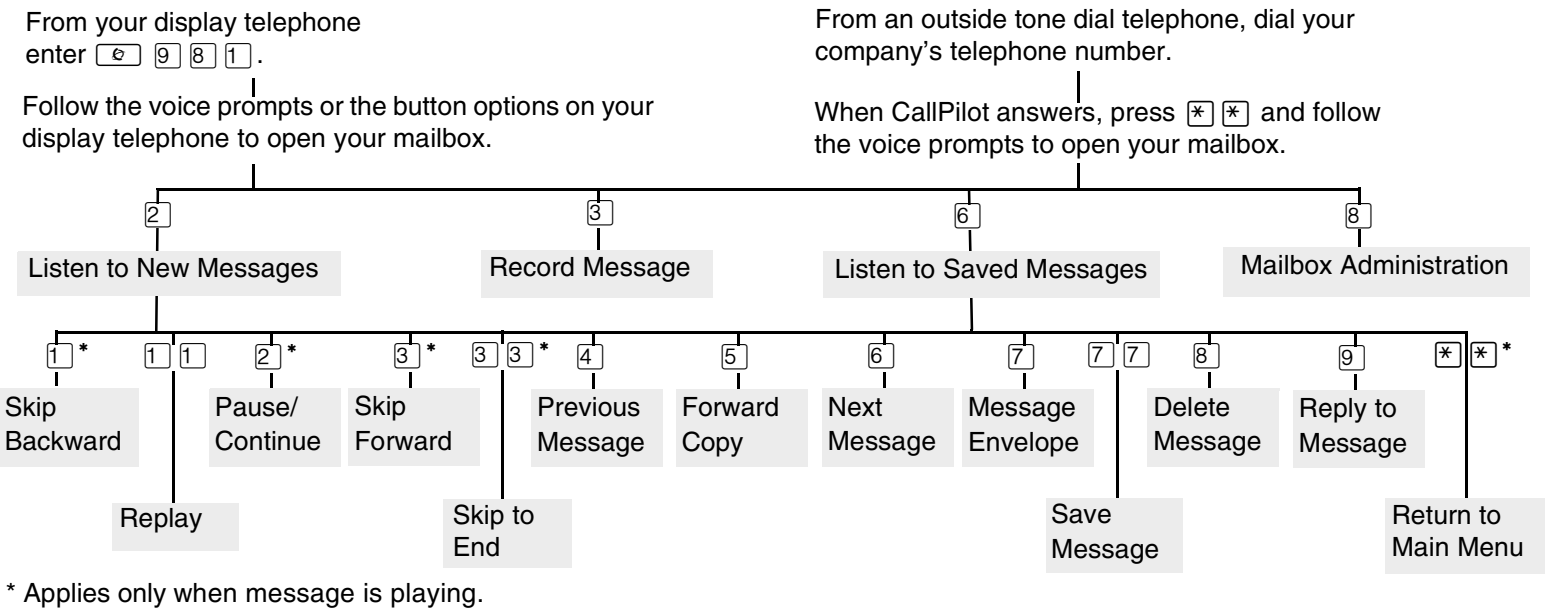 From your display telephone
enter 9 8 1 .
Follow the voice prompts or the button options on your
display telephone to open your mailbox.
From an outside tone dial telephone, dial your
company's telephone number.
When CallPilot answers, press * * and follow
the voice prompts to open your mailbox.
2
3
6
8
Listen to New Messages
Record Message
Listen to Saved Messages
Mailbox Administration
1 *
1 1
2 *
3 *
3 3 *
4
5
6
7
7 7
8
9
* * *
Skip
Backward
Pause/
Continue
Skip
Forward
Previous
Message
Forward
Copy
Next
Message
Message
Envelope
Delete
Message
Reply to
Message
Replay
Skip to
End
Save
Message
Return to
Main Menu
* Applies only when message is playing.